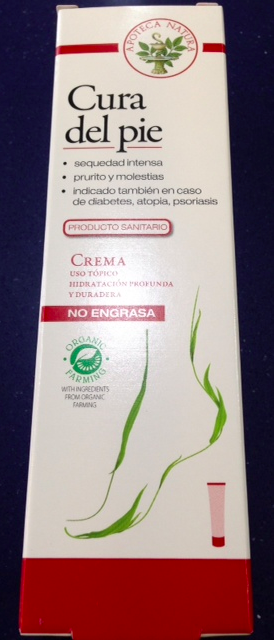 APOTECA NATURA
Cura
del pie
• sequedad intensa
• prurito y molestias
• indicado también en caso
de diabetes, atopia, psoriasis
PRODUCTO SANITARIO
CREMA
USO TÓPICO
HIDRATACIÓN PROFUNDA
Y DURADERA
NO ENGRASA
ORGANIC
FARMING
WITH INGREDIENTS
FROM ORGANIC
FARMING